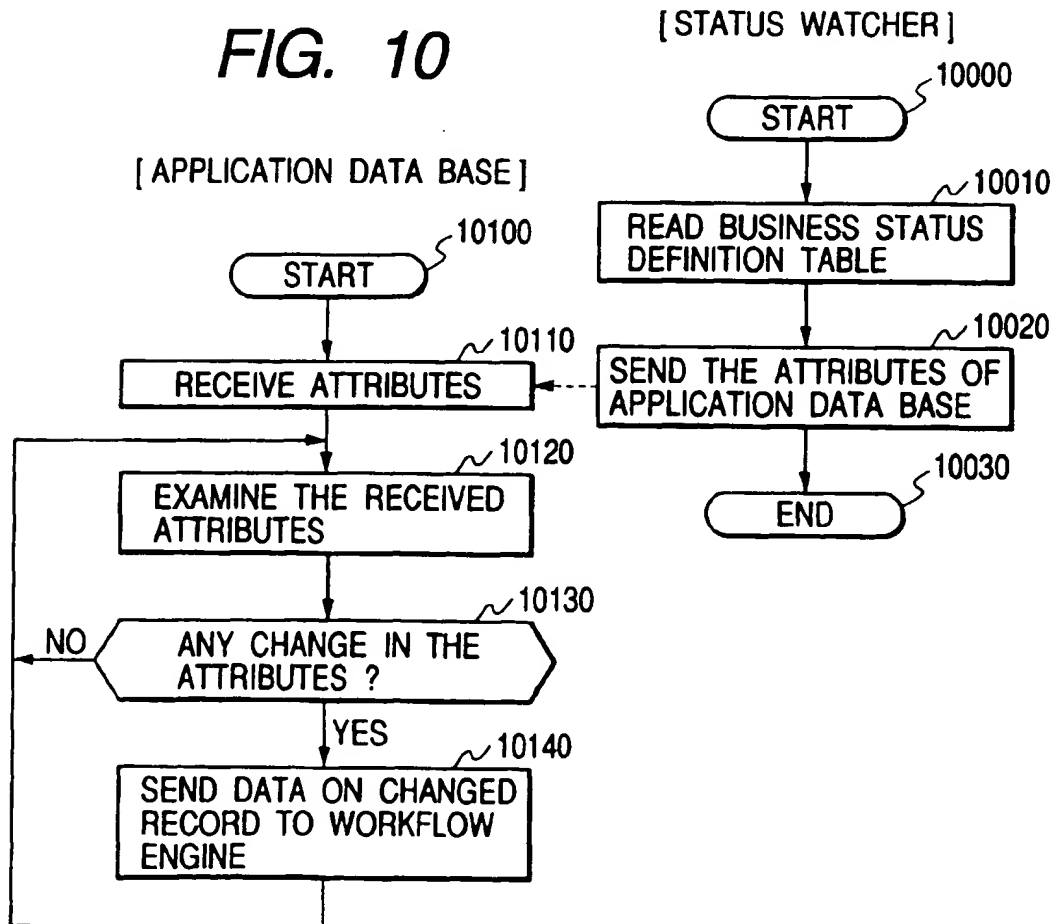 FIG. 10
[STATUS WATCHER]
10000
START
[APPLICATION DATA BASE]
10010
READ BUSINESS STATUS
DEFINITION TABLE
10100
START
10020
SEND THE ATTRIBUTES OF
APPLICATION DATA BASE
10110
RECEIVE ATTRIBUTES
10030
END
10120
EXAMINE THE RECEIVED
ATTRIBUTES
10130
NO
ANY CHANGE IN THE
ATTRIBUTES ?
YES
10140
SEND DATA ON CHANGED
RECORD TO WORKFLOW
ENGINE